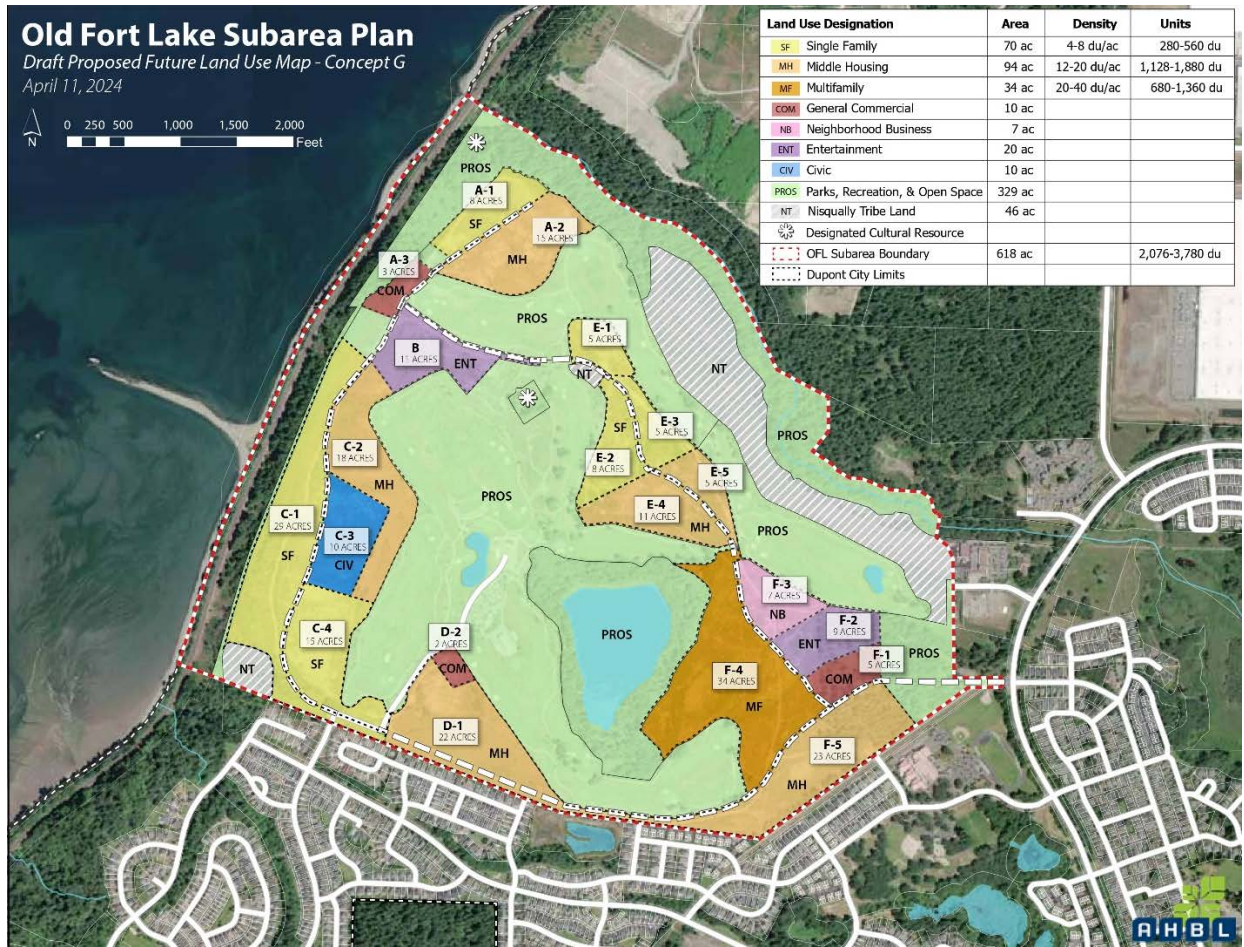 Old Fort Lake Subarea Plan
Draft Proposed Future Land Use Map - Concept G
April 11, 2024
N
0 250 500 1,000 1,500 2,000
Feet
Land Use Designation Area Density Units
SF Single Family 70 ac 4-8 du/ac 280-560 du
MH Middle Housing 94 ac 12-20 du/ac 1,128-1,880 du
MF Multifamily 34 ac 20-40 du/ac 680-1,360 du
COM General Commercial 10 ac
NB Neighborhood Business 7 ac
ENT Entertainment 20 ac
CIV Civic 10 ac
PROS Parks, Recreation, & Open Space 329 ac
NT Nisqually Tribe Land 46 ac
Designated Cultural Resource
OFL Subarea Boundary 618 ac 2,076-3,780 du
Dupont City Limits
PROS
A-1
8 ACRES
SF
A-2
15 ACRES
MH
A-3
3 ACRES
COM
PROS
B
11 ACRES
ENT
E-1
5 ACRES
NT
NT
E-3
5 ACRES
SF
PROS
C-2
18 ACRES
MH
E-2
8 ACRES
E-5
5 ACRES
PROS
E-4
11 ACRES
MH
C-1
29 ACRES
SF
C-3
10 ACRES
CIV
PROS
F-3
7 ACRES
NB
C-4
15 ACRES
SF
D-2
2 ACRES
COM
PROS
F-2
9 ACRES
ENT
F-1
5 ACRES
COM
PROS
NT
F-4
34 ACRES
MF
D-1
22 ACRES
MH
F-5
23 ACRES
MH
AHBL